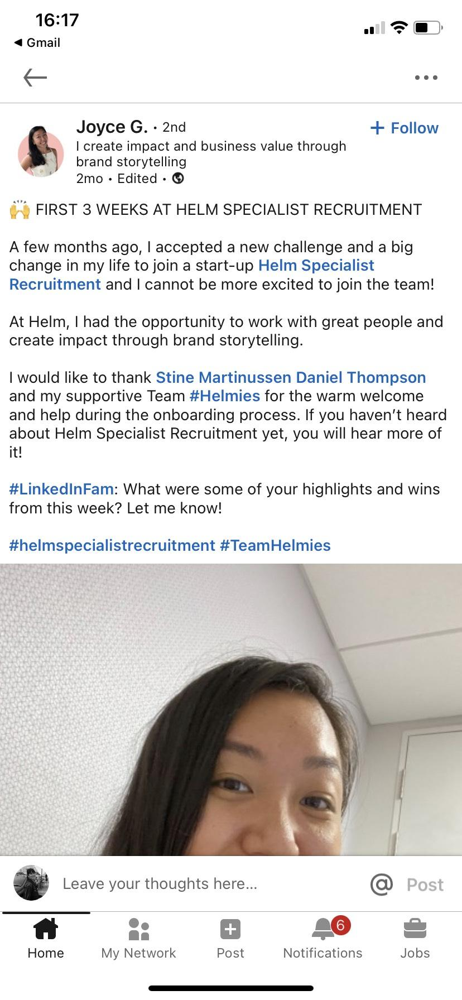 16:17
◀ Gmail
Joyce G. • 2nd
+ Follow
I create impact and business value through
brand storytelling
2mo • Edited •
🙌 FIRST 3 WEEKS AT HELM SPECIALIST RECRUITMENT
A few months ago, I accepted a new challenge and a big
change in my life to join a start-up Helm Specialist
Recruitment and I cannot be more excited to join the team!
At Helm, I had the opportunity to work with great people and
create impact through brand storytelling.
I would like to thank Stine Martinussen Daniel Thompson
and my supportive Team #Helmies for the warm welcome
and help during the onboarding process. If you haven’t heard
about Helm Specialist Recruitment yet, you will hear more of
it!
#LinkedInFam: What were some of your highlights and wins
from this week? Let me know!
#helmspecialistrecruitment #TeamHelmies
Leave your thoughts here...
@ Post
6
Home
My Network
Post
Notifications
Jobs